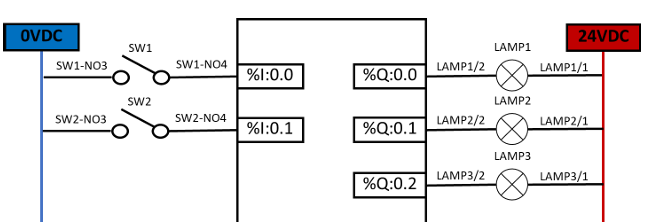 0VDC
24VDC
SW1
LAMP1
SW1-NO3
SW1-NO4
%I:0.0
%Q:0.0
LAMP1/2
LAMP1/1
SW2
LAMP2
SW2-NO3
SW2-NO4
%I:0.1
%Q:0.1
LAMP2/2
LAMP2/1
LAMP3
%Q:0.2
LAMP3/2
LAMP3/1